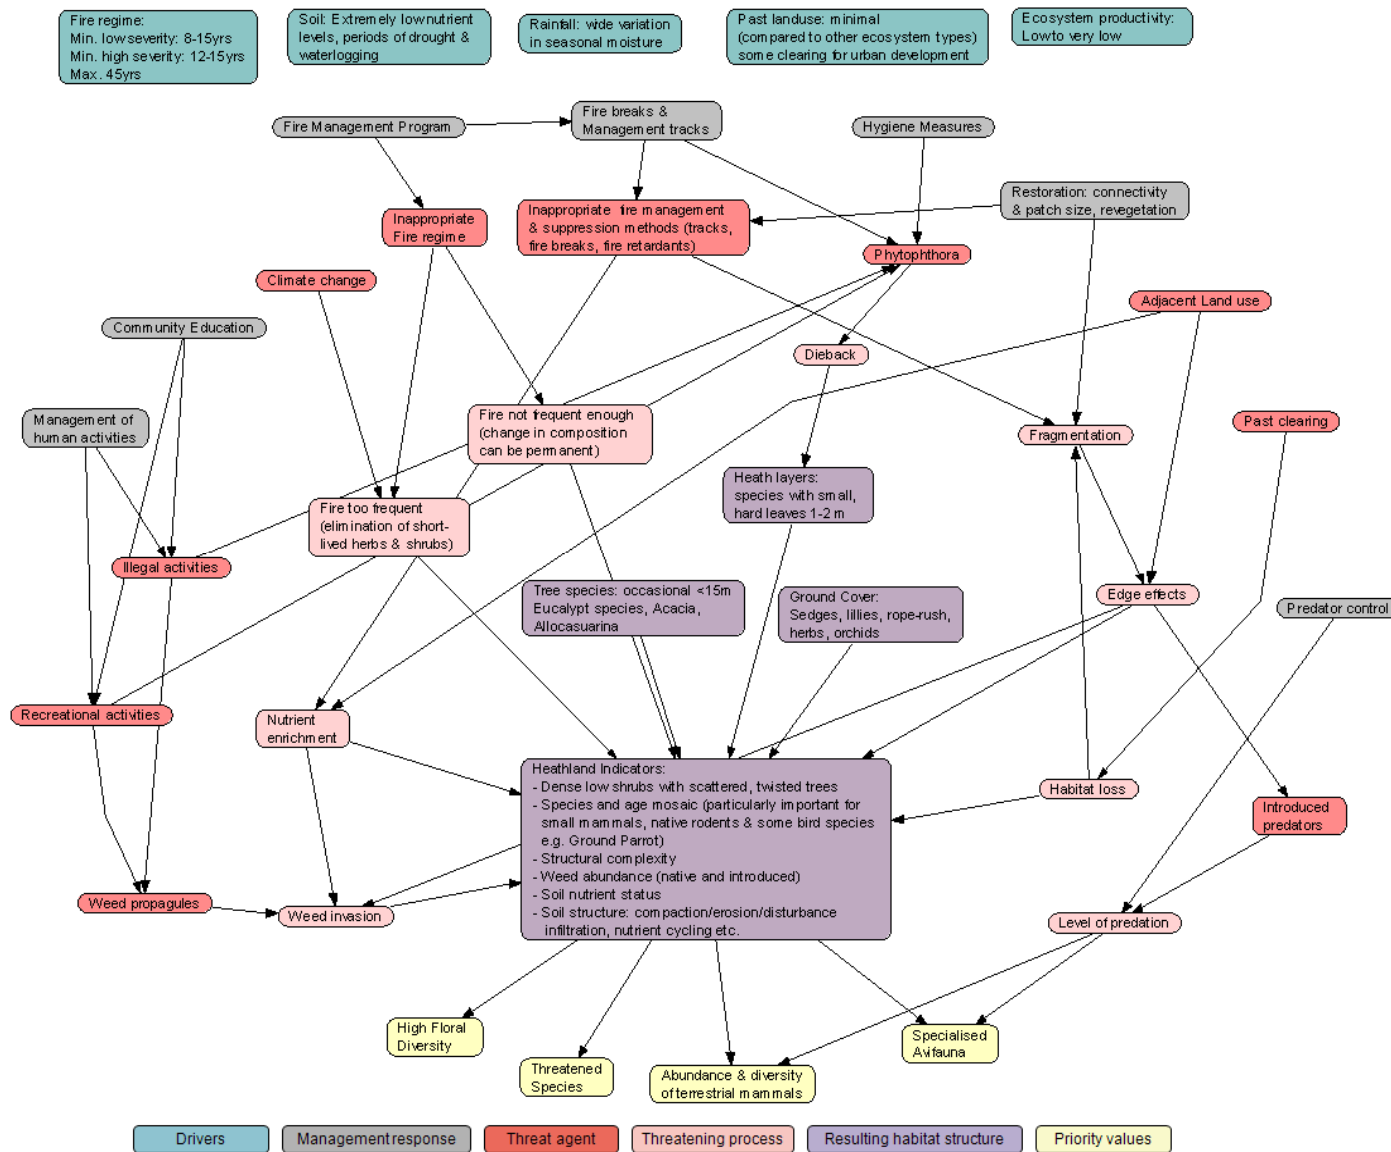 Fire regime:
Min. low severity: 8-15yrs
Min. high severity: 12-15yrs
Max. 45yrs
Soil: Extremely low nutrient
levels, periods of drought &
waterlogging
Rainfall: wide variation
in seasonal moisture
Past landuse: minimal
(compared to other ecosystem types)
some clearing for urban development
Ecosystem productivity:
Low to very low
Fire Management Program
Fire breaks &
Management tracks
Hygiene Measures
Restoration: connectivity
& patch size, revegetation
Inappropriate
Fire regime
Inappropriate fire management
& suppression methods (tracks,
fire breaks, fire retardants)
Phytophthora
Climate change
Adjacent Land use
Community Education
Dieback
Management of
human activities
Fire not frequent enough
(change in composition
can be permanent)
Fragmentation
Past clearing
Heath layers:
species with small,
hard leaves 1-2 m
Fire too frequent
(elimination of short-
lived herbs & shrubs)
Illegal activities
Tree species: occasional <15m
Eucalypt species, Acacia,
Allocasuarina
Ground Cover:
Sedges, lillies, rope-rush,
herbs, orchids
Edge effects
Predator control
Recreational activities
Nutrient
enrichment
Heathland Indicators:
- Dense low shrubs with scattered, twisted trees
- Species and age mosaic (particularly important for
small mammals, native rodents & some bird species
e.g. Ground Parrot)
- Structural complexity
- Weed abundance (native and introduced)
- Soil nutrient status
- Soil structure: compaction/erosion/disturbance
infiltration, nutrient cycling etc.
Habitat loss
Introduced
predators
Weed propagules
Weed invasion
Level of predation
High Floral
Diversity
Threatened
Species
Abundance & diversity
of terrestrial mammals
Specialised
Avifauna
Drivers
Management response
Threat agent
Threatening process
Resulting habitat structure
Priority values